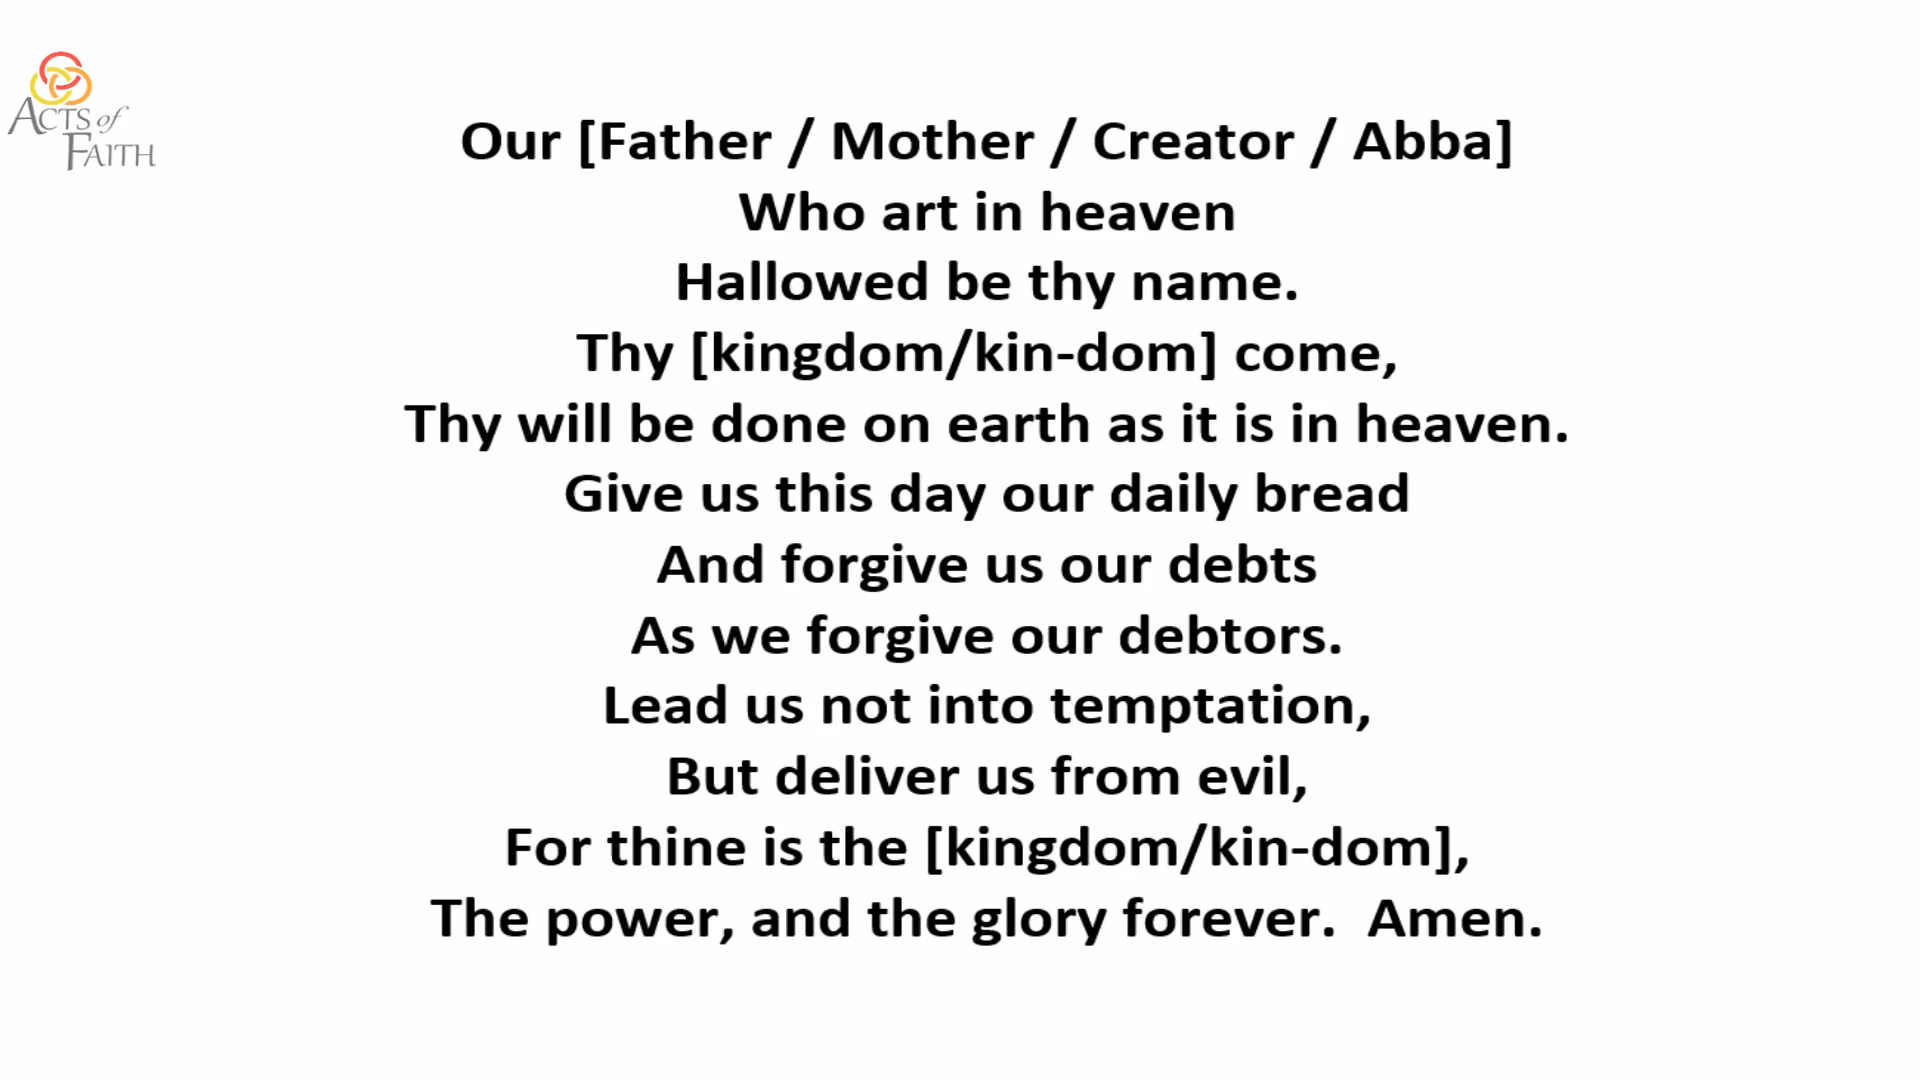 ACTS of
FAITH
Our [Father / Mother / Creator / Abba]
Who art in heaven
Hallowed be thy name.
Thy [kingdom/kin-dom] come,
Thy will be done on earth as it is in heaven.
Give us this day our daily bread
And forgive us our debts
As we forgive our debtors.
Lead us not into temptation,
But deliver us from evil,
For thine is the [kingdom/kin-dom],
The power, and the glory forever.  Amen.